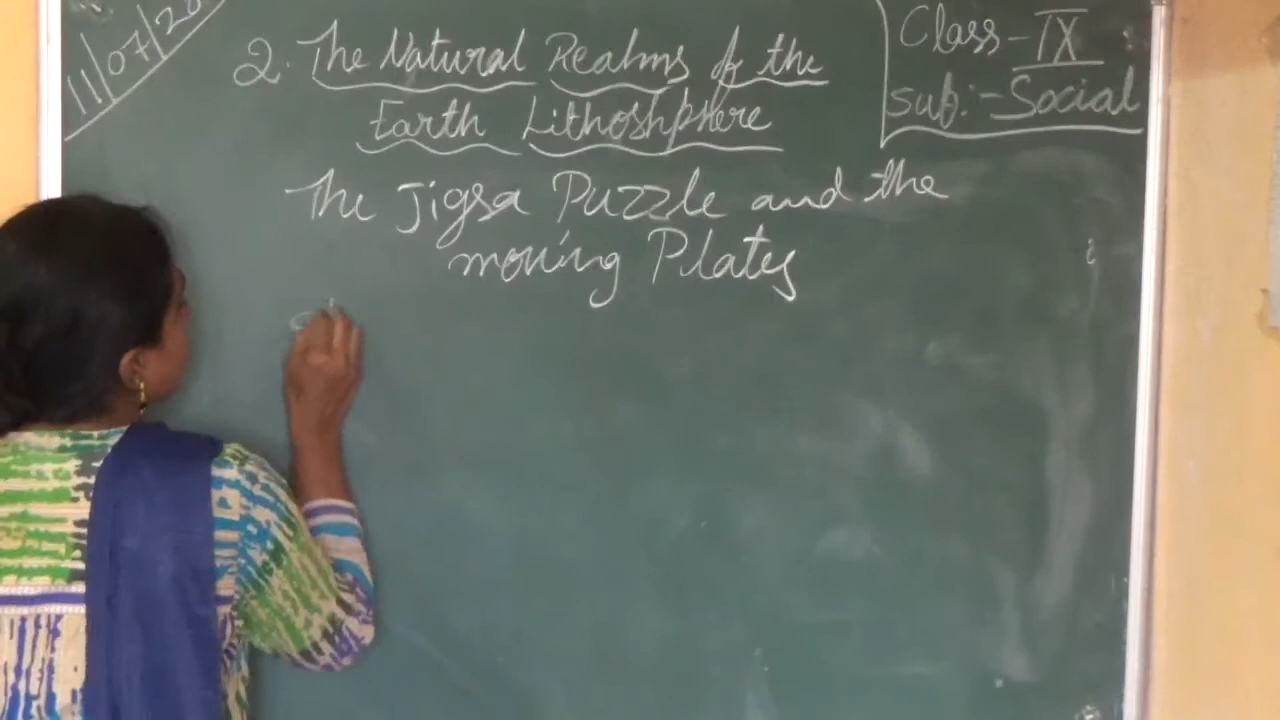 11/07/20
2. The Natural Realms of the
Earth Lithoshphere
The Jigsa Puzzle and the
moving Plates
Class - IX
Sub:- Social